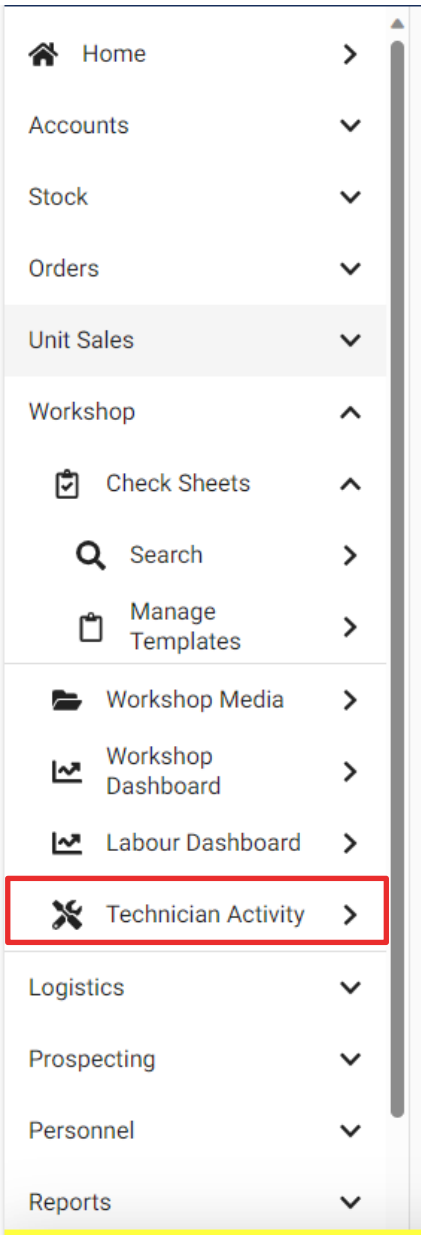 Home
Accounts
Stock
Orders
Unit Sales
Workshop
Check Sheets
Search
Manage
Templates
Workshop Media
Workshop
Dashboard
Labour Dashboard
Technician Activity
Logistics
Prospecting
Personnel
Reports